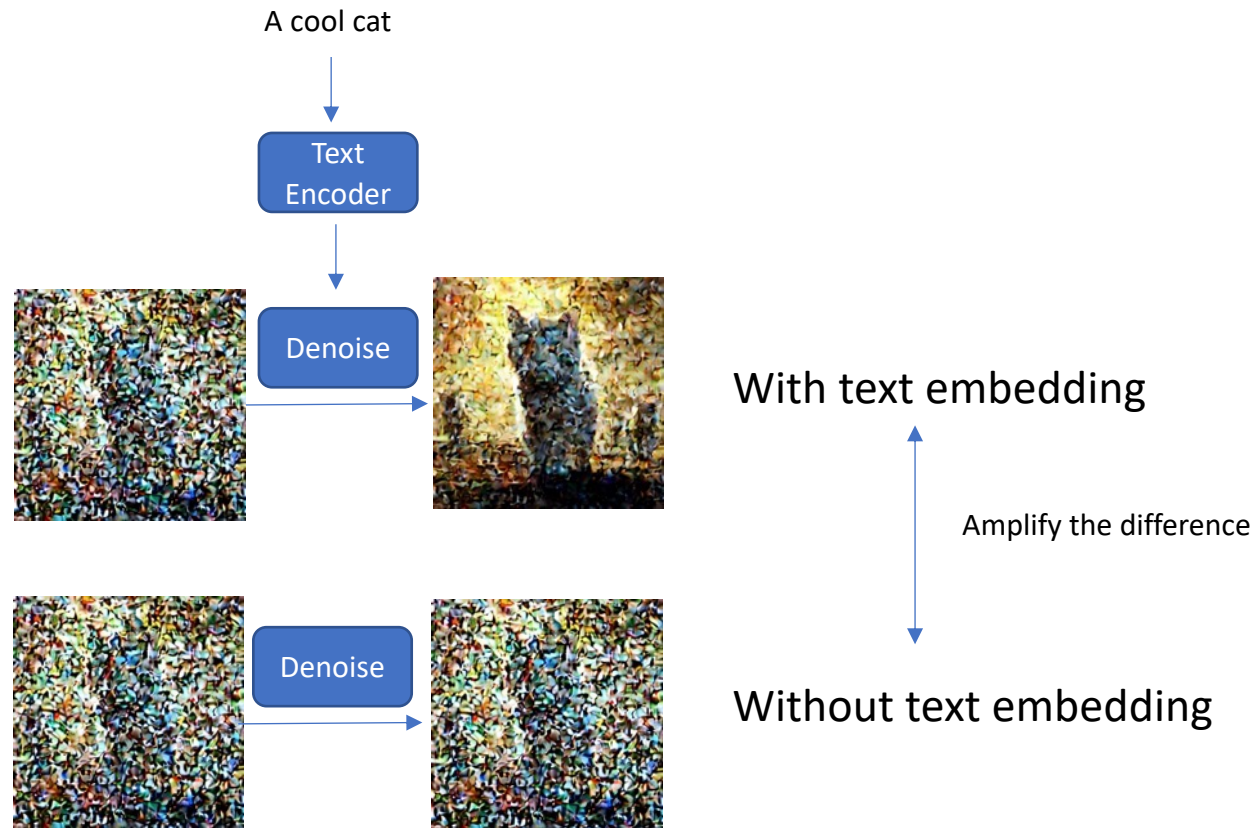 A cool cat
Text
Encoder
Denoise
With text embedding
Amplify the difference
Denoise
Without text embedding